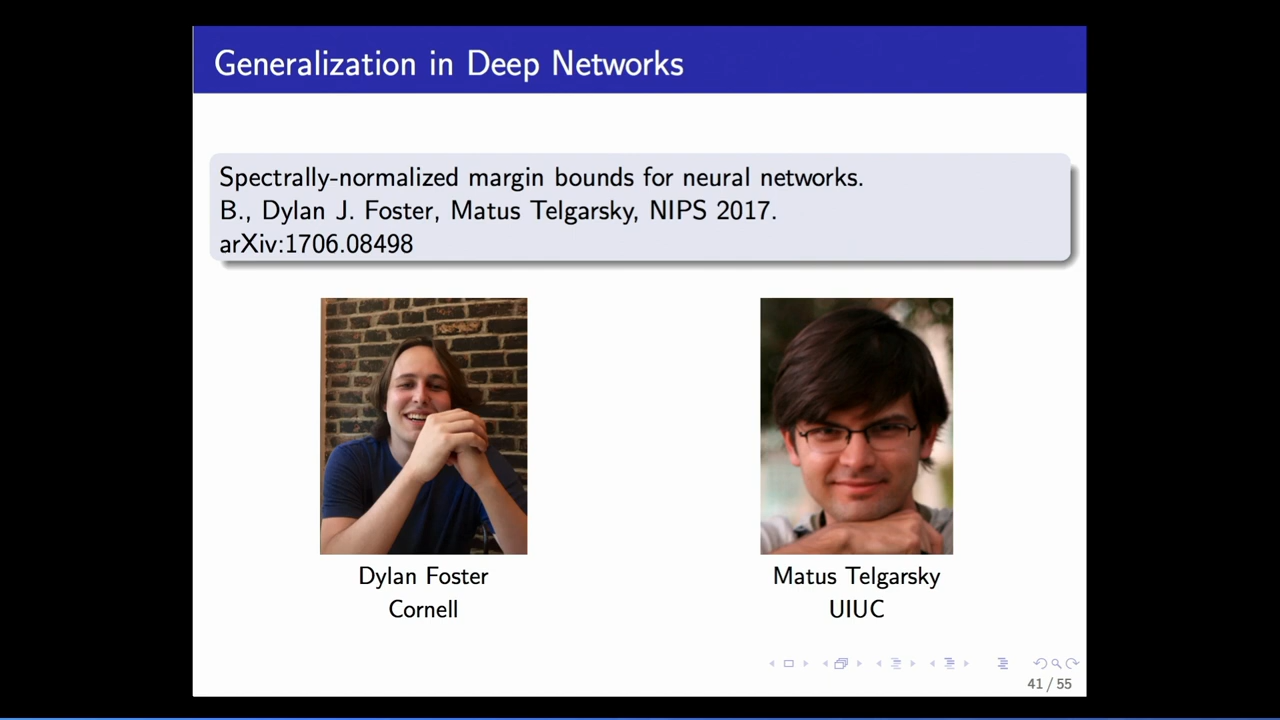 Generalization in Deep Networks
Spectrally-normalized margin bounds for neural networks.
B., Dylan J. Foster, Matus Telgarsky, NIPS 2017.
arXiv:1706.08498
Dylan Foster
Cornell
Matus Telgarsky
UIUC
41 / 55